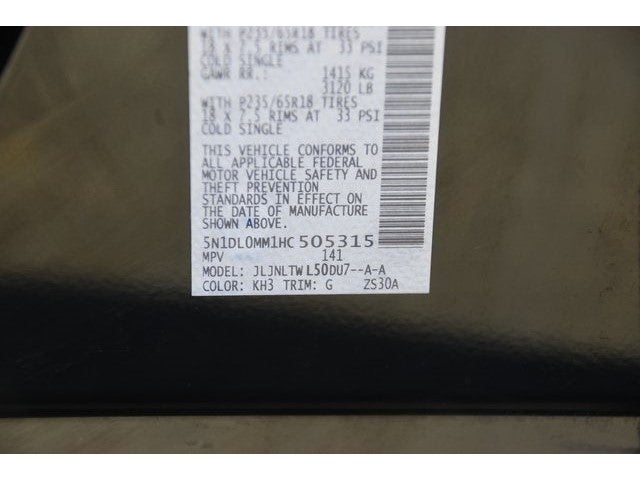 WITH P235/65R18 TIRES
18 X 7.5 RIMS AT 33 PSI
COLD SINGLE
GAWR RR.: 1415 KG
3120 LB
WITH P235/65R18 TIRES
18 X 7.5 RIMS AT 33 PSI
COLD SINGLE
THIS VEHICLE CONFORMS TO
ALL APPLICABLE FEDERAL
MOTOR VEHICLE SAFETY AND
THEFT PREVENTION
STANDARDS IN EFFECT ON
THE DATE OF MANUFACTURE
SHOWN ABOVE.
5N1DL0MM1HC505315
MPV 141
MODEL: JLJNLTWL50DU7--A-A
COLOR: KH3 TRIM: G ZS30A